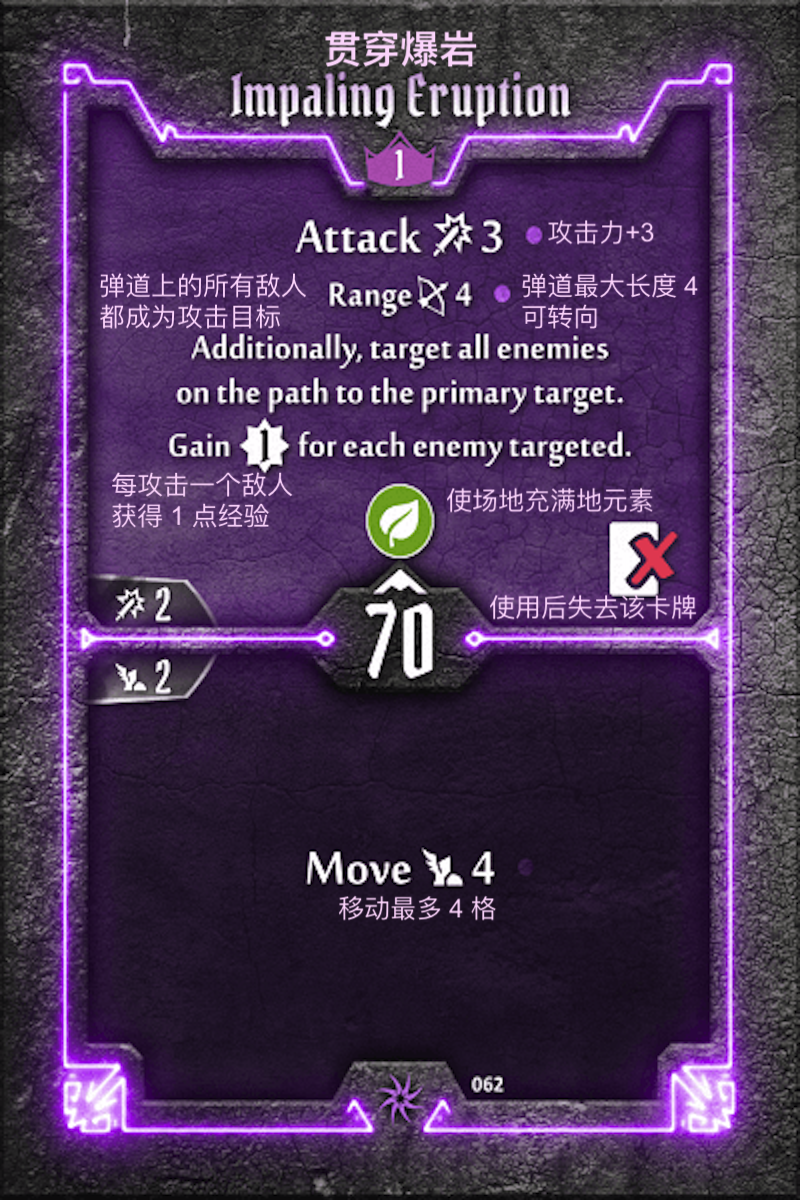 贯穿爆岩
Impaling Eruption
1
Attack 3 攻击力+3
弹道上的所有敌人
都成为攻击目标
Range 4
弹道最大长度 4
可转向
Additionally, target all enemies
on the path to the primary target.
Gain 1 for each enemy targeted.
每攻击一个敌人
获得 1 点经验
使场地充满地元素
使用后失去该卡牌
2
70
2
Move 4
移动最多 4 格
062